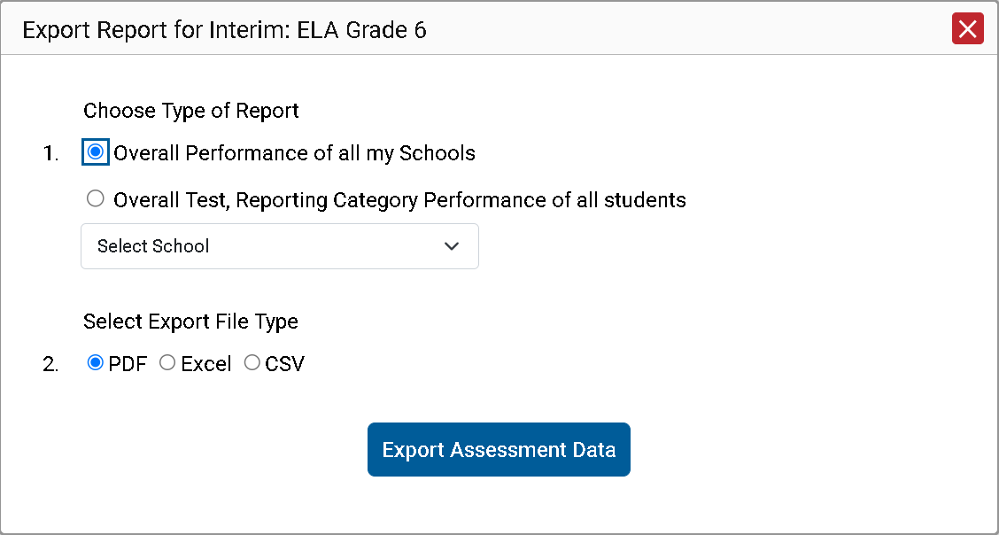 Export Report for Interim: ELA Grade 6
Choose Type of Report
1. Overall Performance of all my Schools
Overall Test, Reporting Category Performance of all students
Select School
Select Export File Type
2. PDF Excel CSV
Export Assessment Data